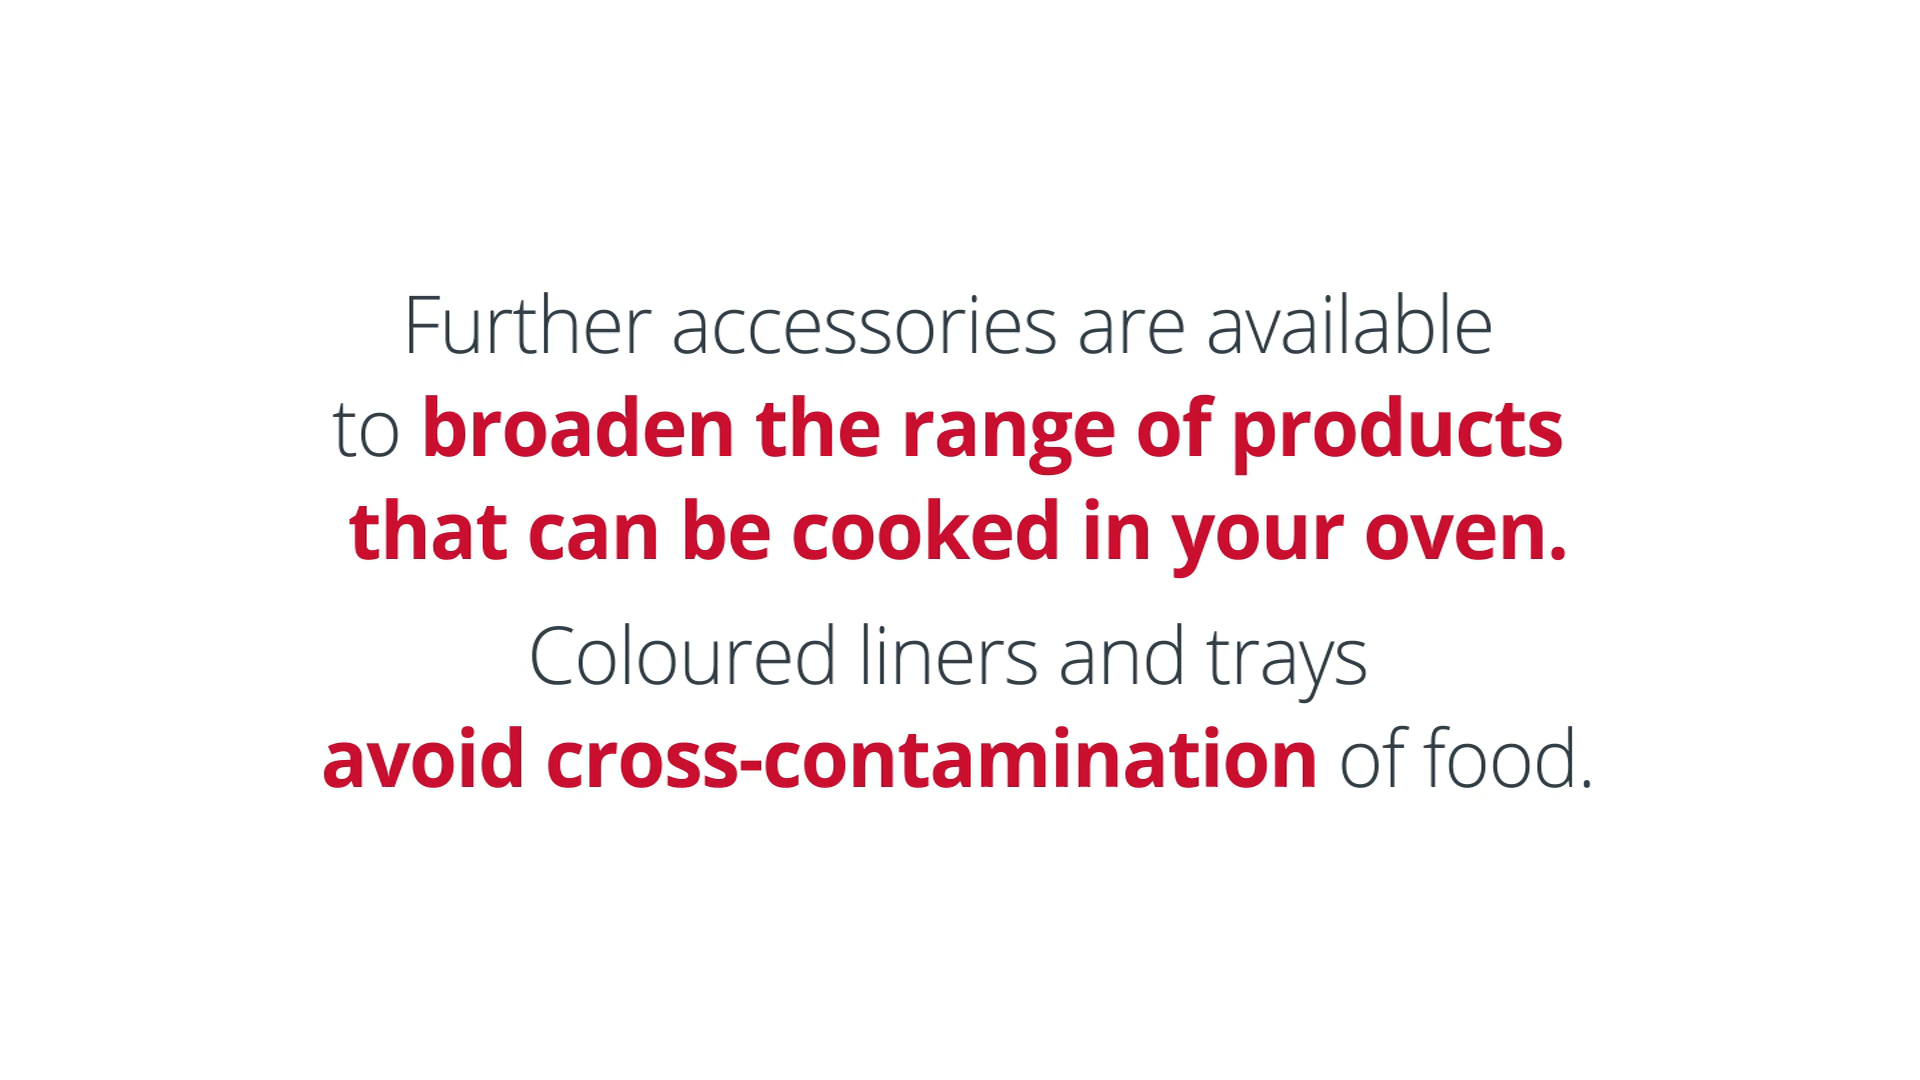 Further accessories are available
to broaden the range of products
that can be cooked in your oven.
Coloured liners and trays
avoid cross-contamination of food.